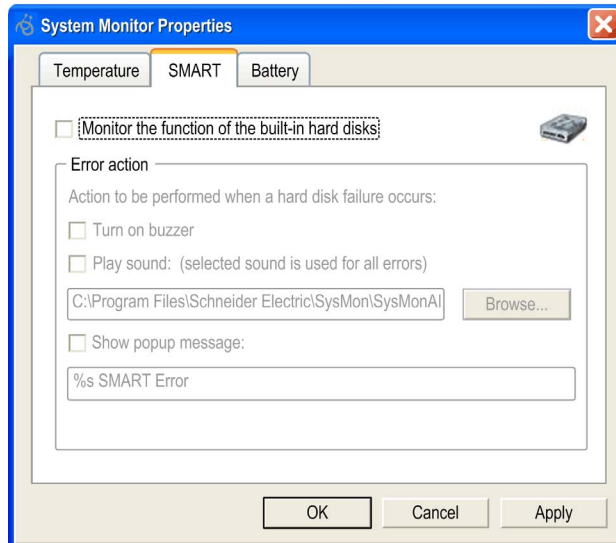 System Monitor Properties
Temperature SMART Battery
Monitor the function of the built-in hard disks
Error action
Action to be performed when a hard disk failure occurs:
Turn on buzzer
Play sound: (selected sound is used for all errors)
C:\Program Files\Schneider Electric\SysMon\SysMonAl Browse...
Show popup message:
%s SMART Error
OK Cancel Apply